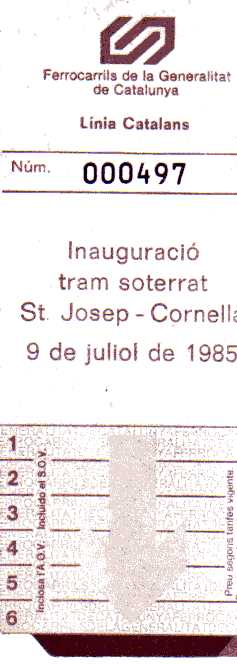 Ferrocarrils de la Generalitat
de Catalunya
Línia Catalans
Núm. 000497
Inauguració
tram soterrat
St. Josep - Cornella
9 de juliol de 1985
1
2
3
4
5
6
Inclosa l'A.O.V. Incluido el S.O.V.
Preu segons tarifes vigents